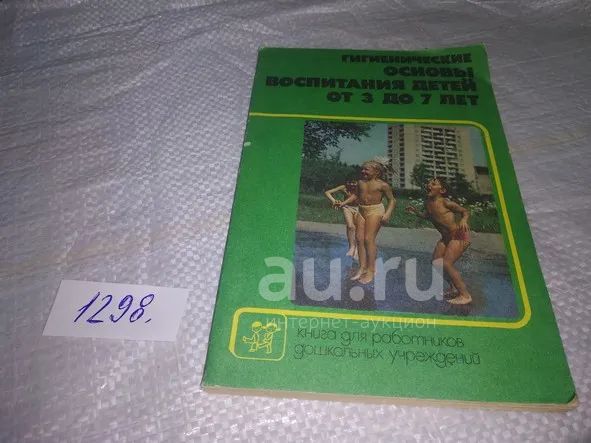 ГИГИЕНИЧЕСКИЕ
ОСНОВЫ
ВОСПИТАНИЯ ДЕТЕЙ
ОТ 3 ДО 7 ЛЕТ
au.ru
интернет-аукцион
1298.
книга для работников
дошкольных учреждений